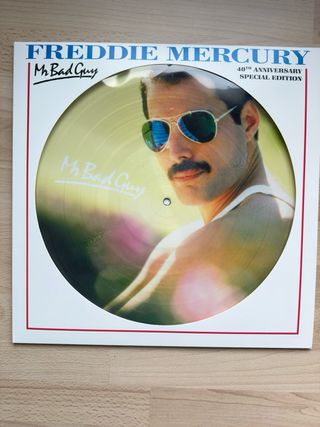 FREDDIE MERCURY
Mr Bad Guy
40TH ANNIVERSARY
SPECIAL EDITION
Mr Bad Guy